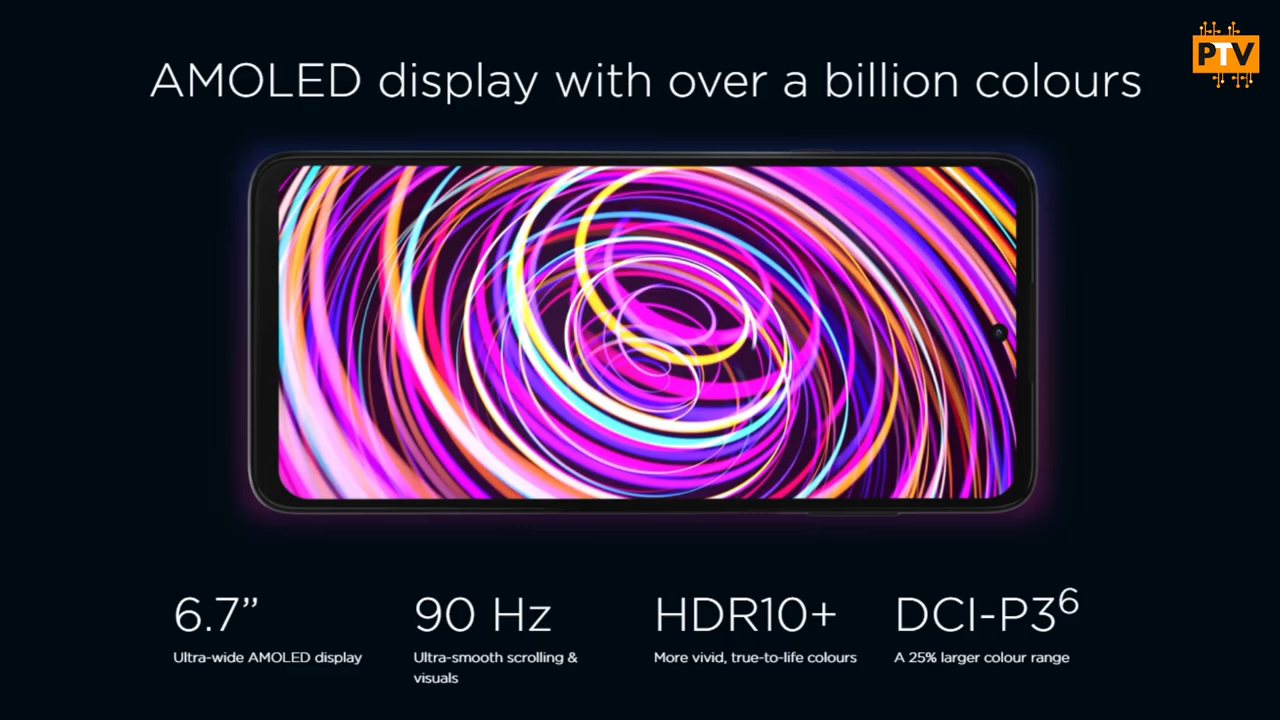 PTV
AMOLED display with over a billion colours
6.7”
Ultra-wide AMOLED display
90 Hz
Ultra-smooth scrolling &
visuals
HDR10+
More vivid, true-to-life colours
DCI-P3⁶
A 25% larger colour range